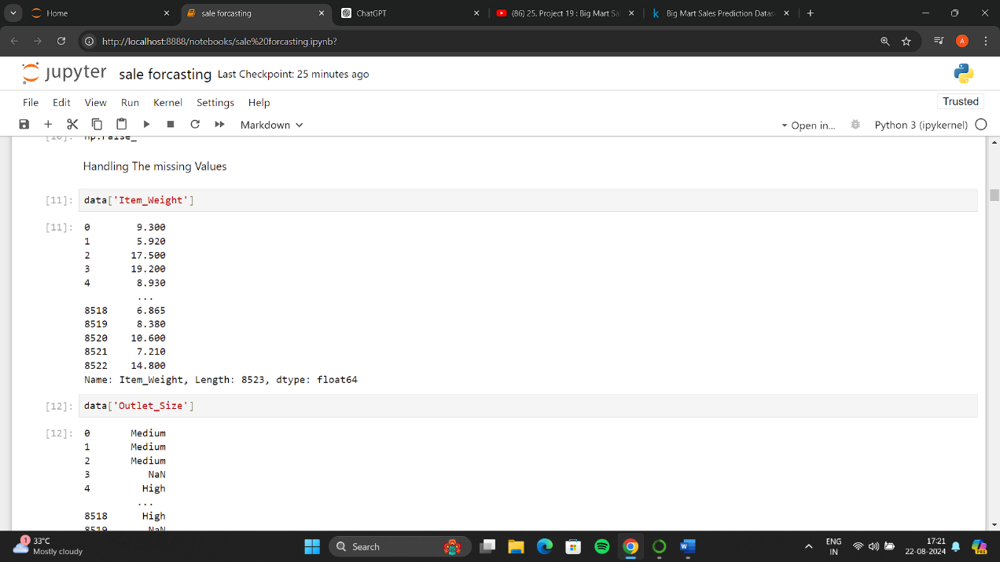 Home
sale forcasting
ChatGPT
(86) 25. Project 19 : Big Mart Sa
Big Mart Sales Prediction Datas
http://localhost:8888/notebooks/sale%20forcasting.ipynb?
A
jupyter sale forcasting Last Checkpoint: 25 minutes ago
File Edit View Run Kernel Settings Help
Trusted
Markdown
Open in...
Python 3 (ipykernel)
Handling The missing Values
[11]: data['Item_Weight']
[11]: 0 9.300
1 5.920
2 17.500
3 19.200
4 8.930
...
8518 6.865
8519 8.380
8520 10.600
8521 7.210
8522 14.800
Name: Item_Weight, Length: 8523, dtype: float64
[12]: data['Outlet_Size']
[12]: 0 Medium
1 Medium
2 Medium
3 NaN
4 High
...
8518 High
8519 NaN
1
33°C
Mostly cloudy
Search
W
ENG
IN
17:21
22-08-2024
PRE